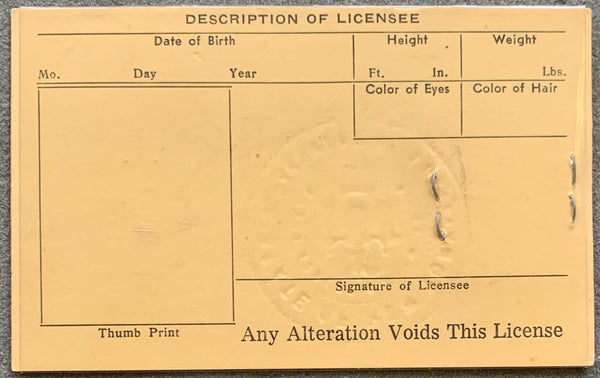 DESCRIPTION OF LICENSEE
Date of Birth Height Weight
Mo. Day Year Ft. In. Lbs.
Color of Eyes Color of Hair
Signature of Licensee
Thumb Print
Any Alteration Voids This License